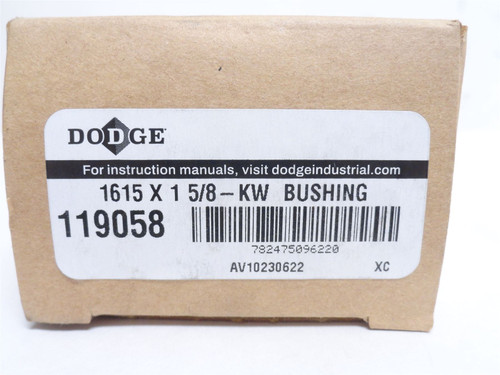 DODGE
For instruction manuals, visit dodgeindustrial.com
1615 X 1 5/8-KW BUSHING
119058
782475096220
AV10230622 XC